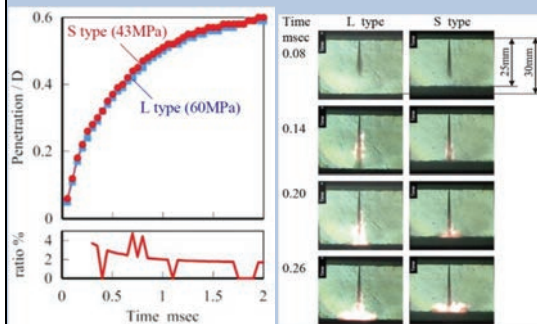 Penetration / D
0.6
0.4
0.2
0
S type (43MPa)
L type (60MPa)
ratio %
4
2
0
0
0.5
1
1.5
2
Time msec
Time
msec
L type
S type
0.08
0.14
0.20
0.26
25mm
30mm